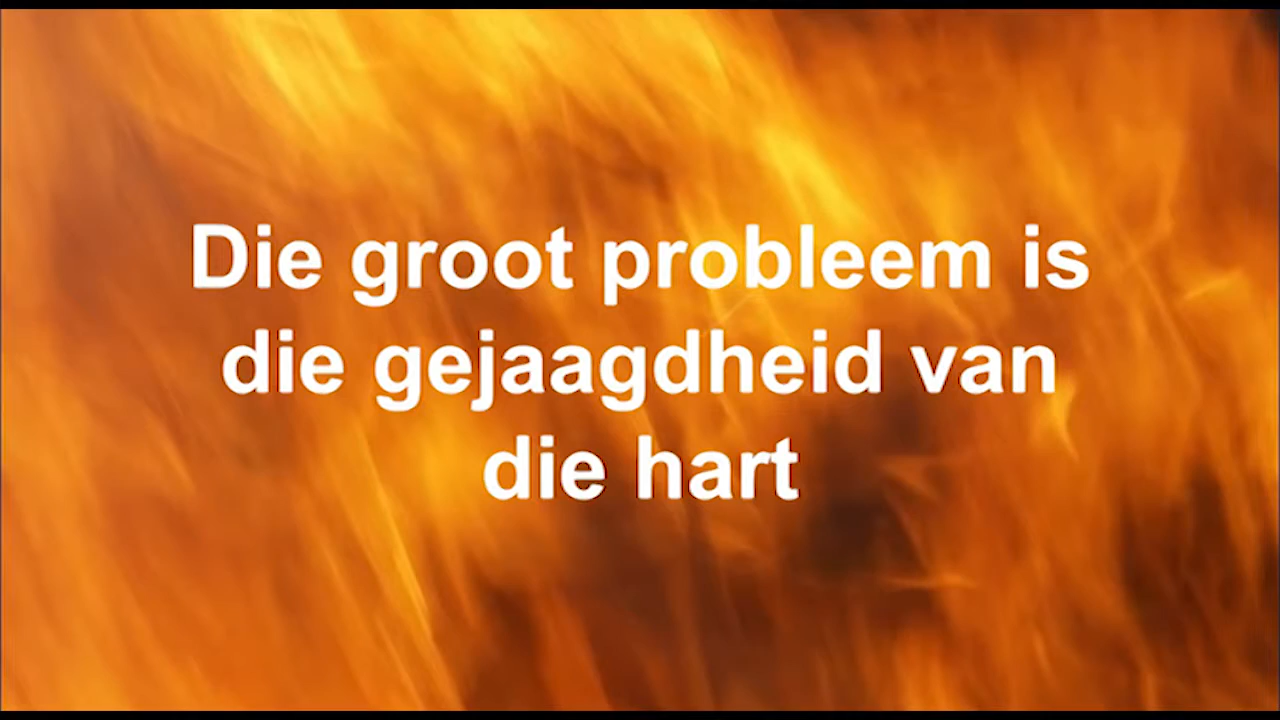 Die groot probleem is
die gejaagdheid van
die hart